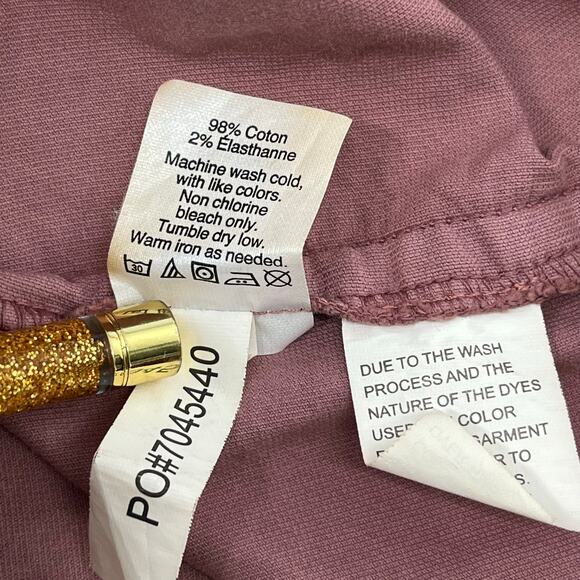 98% Coton
2% Élasthanne
Machine wash cold,
with like colors.
Non chlorine
bleach only.
Tumble dry low.
Warm iron as needed.
30
PO#7045440
DUE TO THE WASH
PROCESS AND THE
NATURE OF THE DYES
COLOR
GARMENT
TO